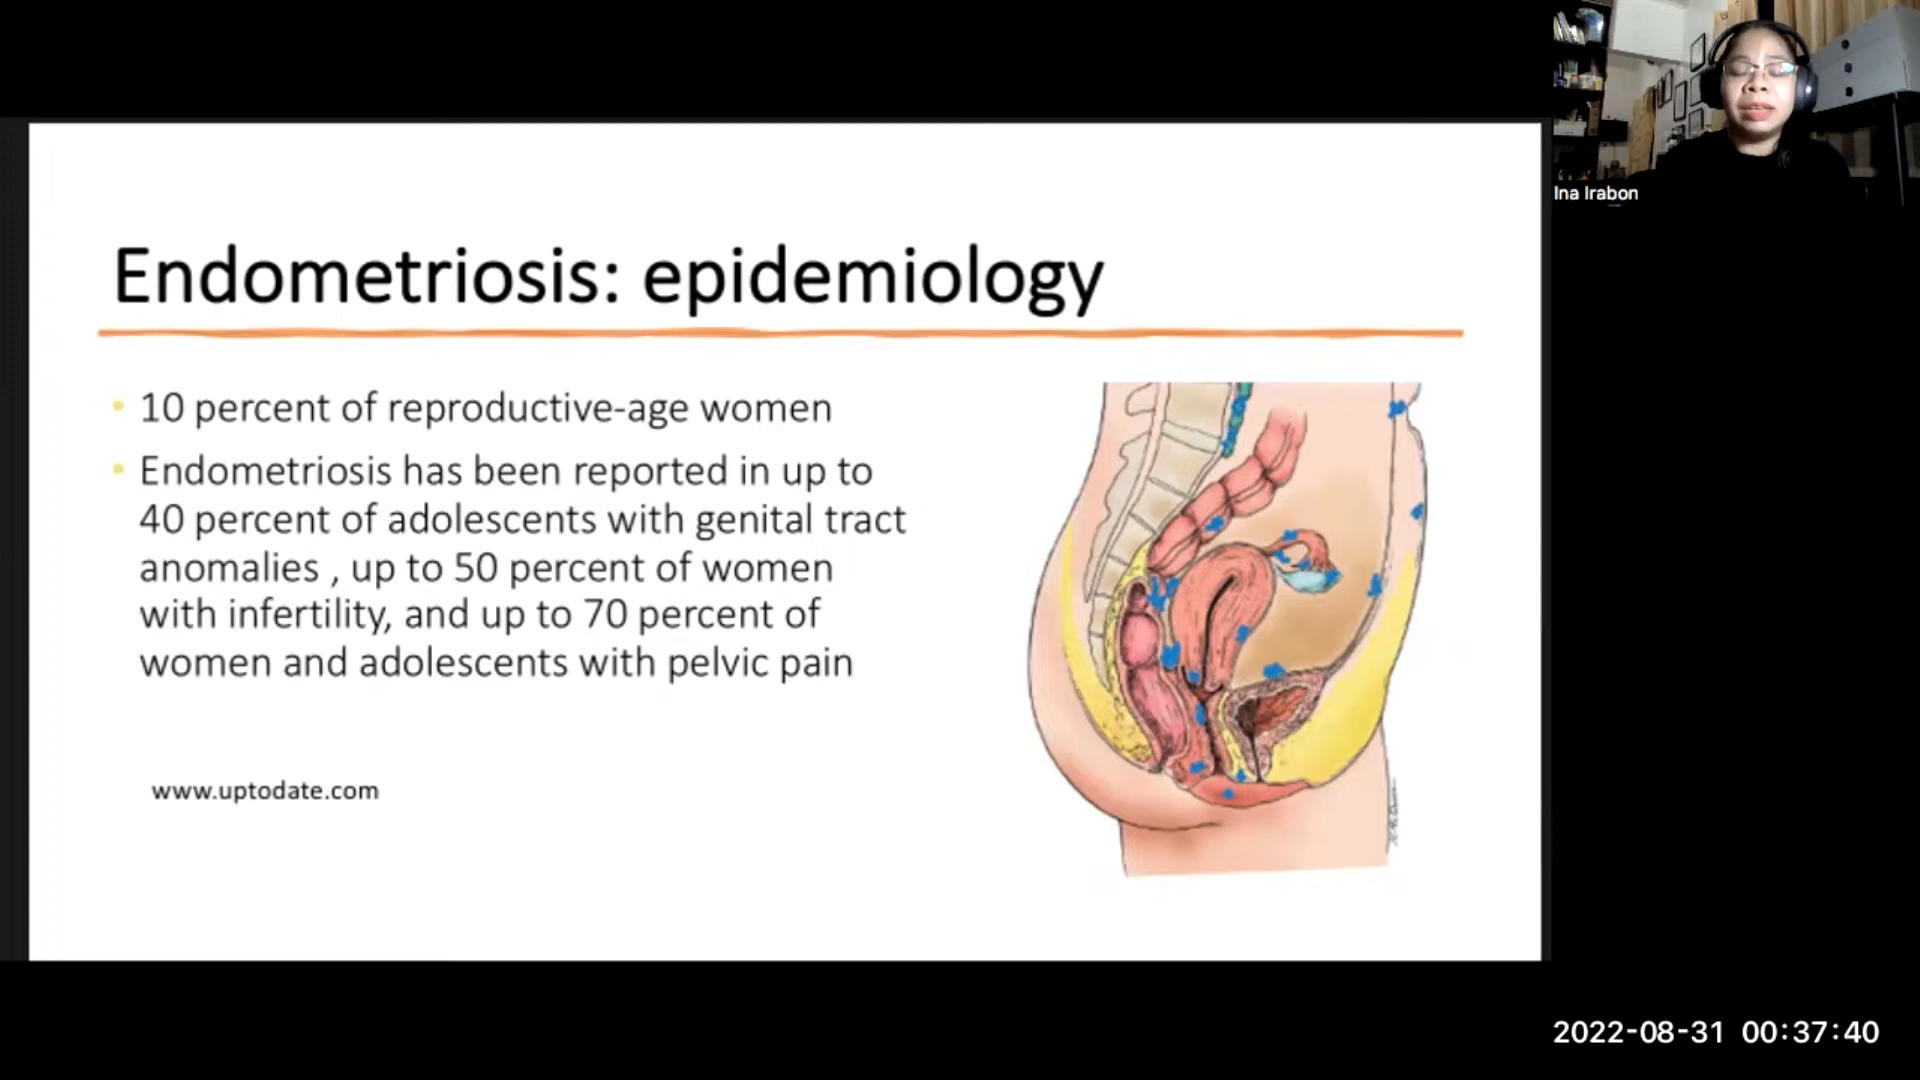 Ina Irabon
Endometriosis: epidemiology
• 10 percent of reproductive-age women
• Endometriosis has been reported in up to
40 percent of adolescents with genital tract
anomalies , up to 50 percent of women
with infertility, and up to 70 percent of
women and adolescents with pelvic pain
www.uptodate.com
2022-08-31 00:37:40